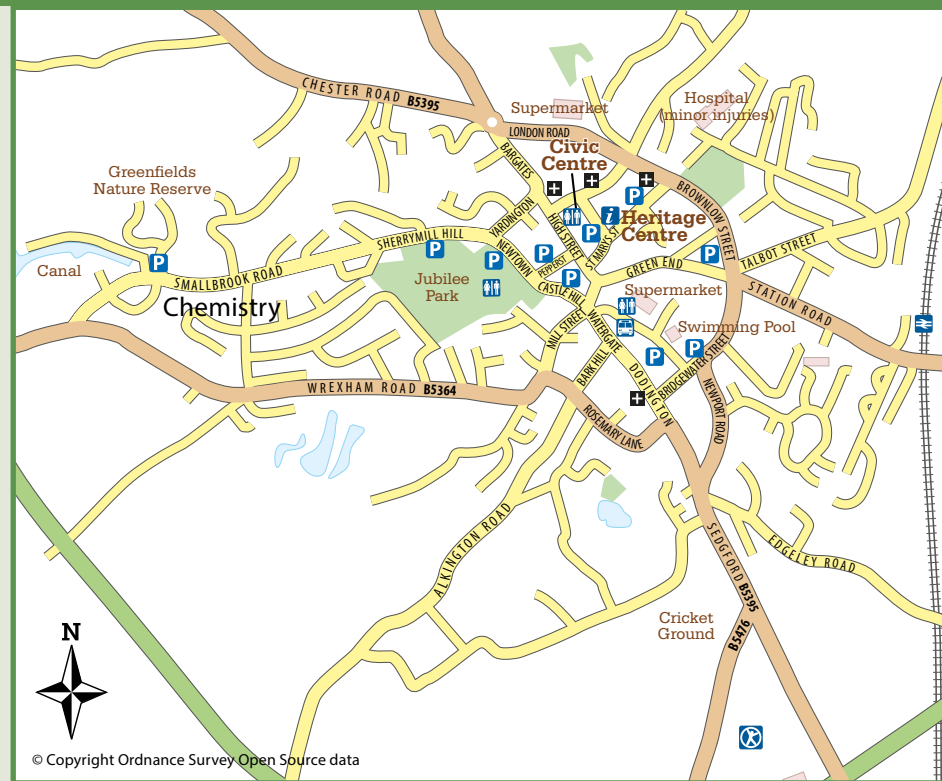 CHESTER ROAD B5395
Supermarket
Hospital
(minor injuries)
LONDON ROAD
Civic
Centre
BARGATES
Greenfields
Nature Reserve
BROWNLOW STREET
YARDINGTON
HIGH STREET
i Heritage
Centre
ST MARYS ST
SHERRYMILL HILL
NEWTOWN
PEPPER ST
GREEN END
TALBOT STREET
Canal
SMALLBROOK ROAD
Chemistry
Jubilee
Park
CASTLE HILL
Supermarket
STATION ROAD
MILL STREET
WATERGATE
Swimming Pool
BARK HILL
DODINGTON
BRIDGEWATER STREET
WREXHAM ROAD B5364
NEWPORT ROAD
ROSEMARY LANE
ALKINGTON ROAD
SEDGFORD B5395
EDGELEY ROAD
Cricket
Ground
B5476
N
P
P
P
P
P
P
P
P
P
P
© Copyright Ordnance Survey Open Source data